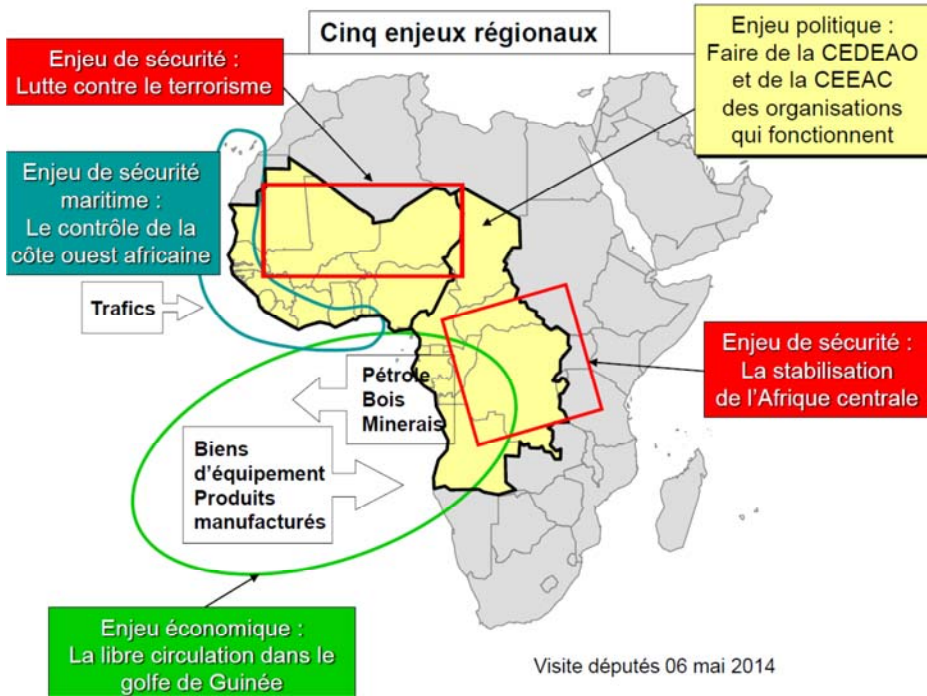 Cinq enjeux régionaux
Enjeu de sécurité :
Lutte contre le terrorisme
Enjeu politique :
Faire de la CEDEAO
et de la CEEAC
des organisations
qui fonctionnent
Enjeu de sécurité
maritime :
Le contrôle de la
côte ouest africaine
Trafics
Pétrole
Bois
Minerais
Biens
d’équipement
Produits
manufacturés
Enjeu de sécurité :
La stabilisation
de l’Afrique centrale
Enjeu économique :
La libre circulation dans le
golfe de Guinée
Visite députés 06 mai 2014